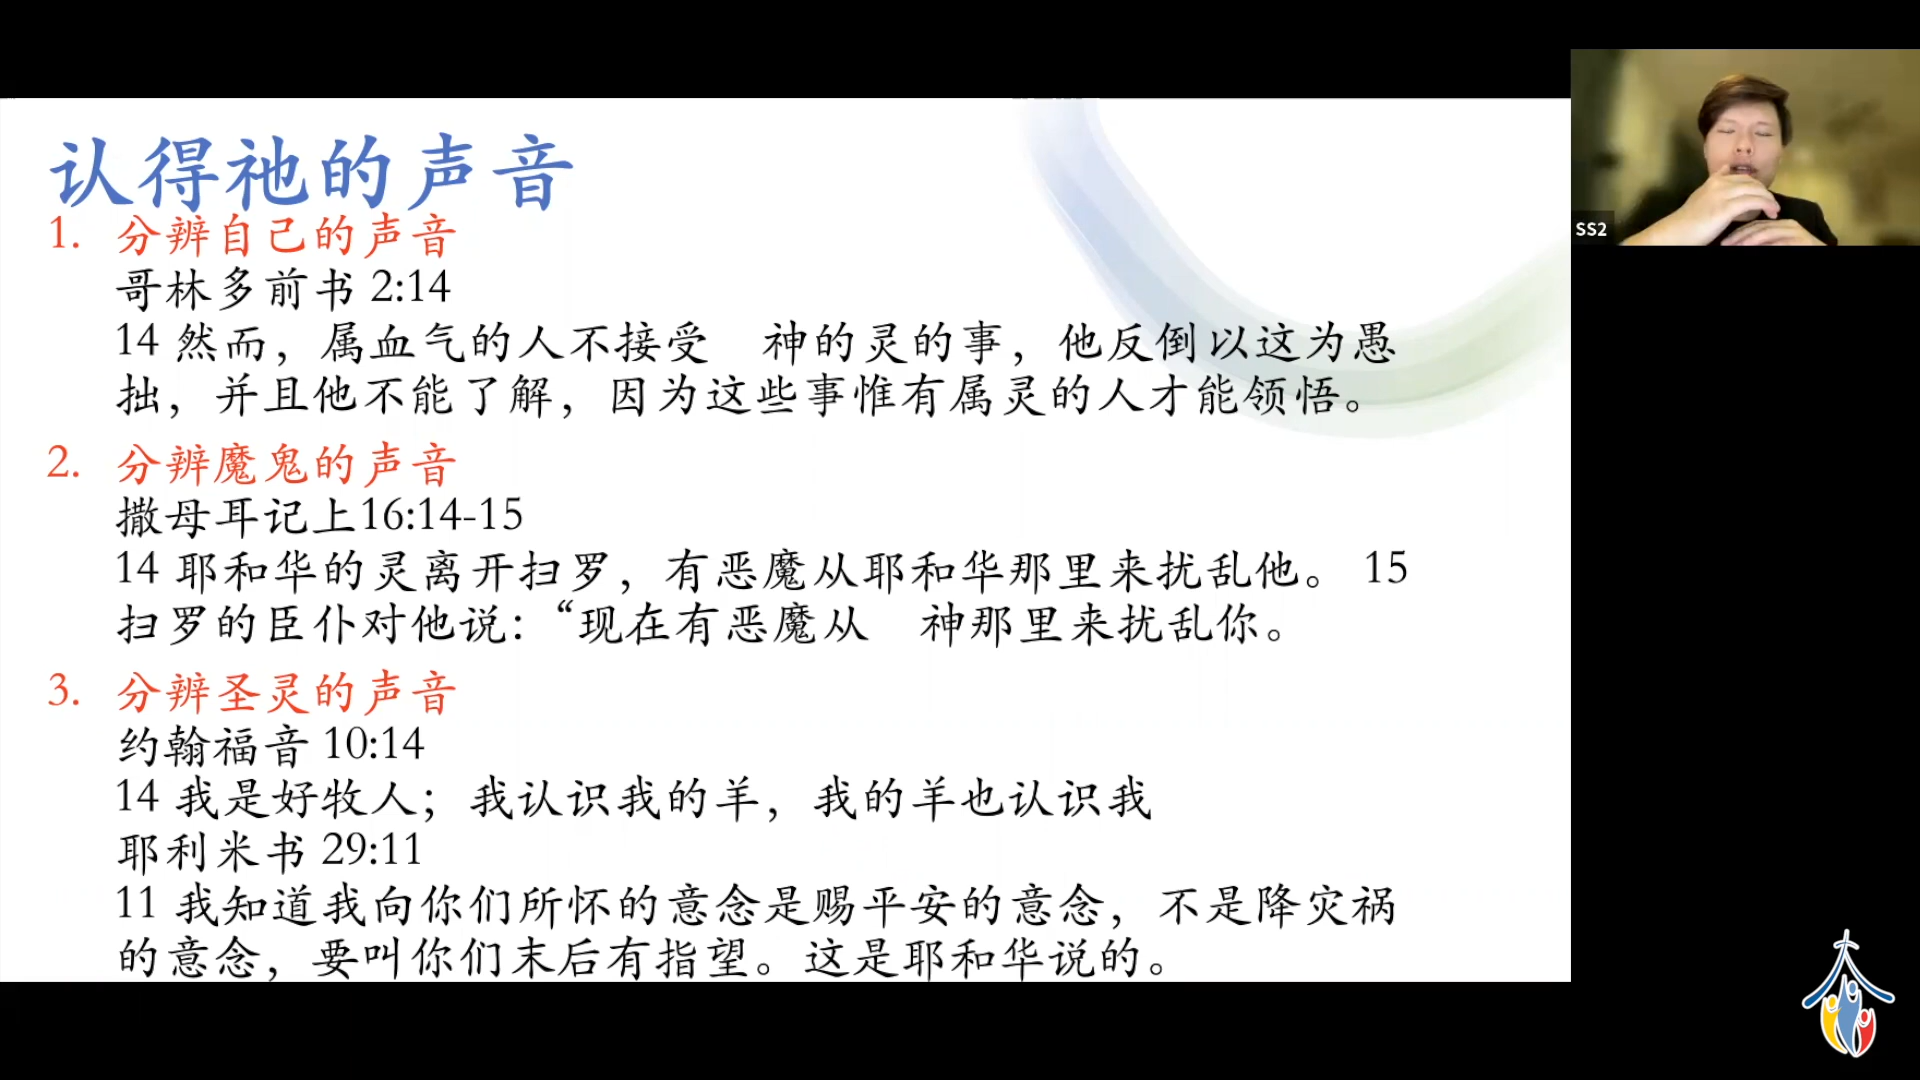 认得祂的声音
1. 分辨自己的声音
哥林多前书 2:14
14 然而，属血气的人不接受　神的灵的事，他反倒以这为愚
拙，并且他不能了解，因为这些事惟有属灵的人才能领悟。
2. 分辨魔鬼的声音
撒母耳记上16:14-15
14 耶和华的灵离开扫罗，有恶魔从耶和华那里来扰乱他。 15
扫罗的臣仆对他说：“现在有恶魔从　神那里来扰乱你。
3. 分辨圣灵的声音
约翰福音 10:14
14 我是好牧人；我认识我的羊，我的羊也认识我
耶利米书 29:11
11 我知道我向你们所怀的意念是赐平安的意念，不是降灾祸
的意念，要叫你们末后有指望。这是耶和华说的。
SS2